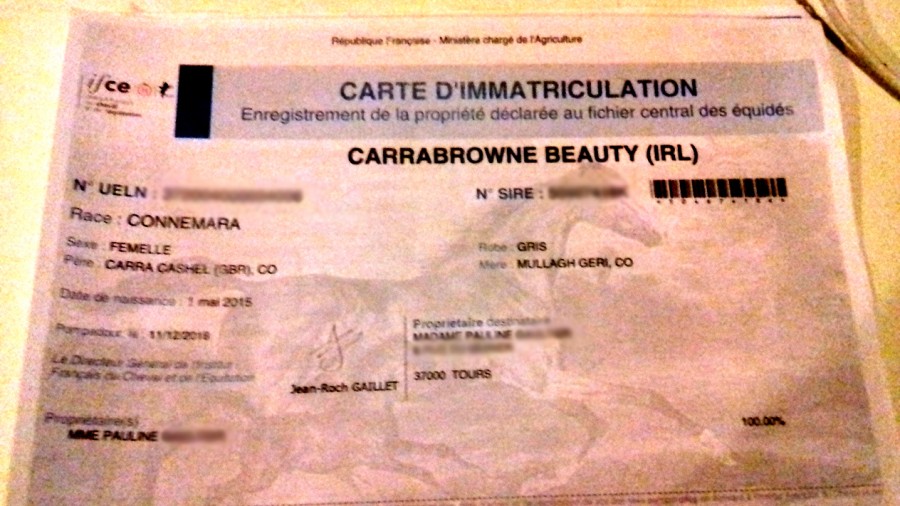 République Française - Ministère chargé de l'Agriculture
ifce
CARTE D'IMMATRICULATION
Enregistrement de la propriété déclarée au fichier central des équidés
CARRABROWNE BEAUTY (IRL)
N° UELN :
N° SIRE :
Race : CONNEMARA
Sexe : FEMELLE
Robe : GRIS
Père : CARRA CASHEL (GBR), CO
Mère : MULLAGH GERI, CO
Date de naissance : 1 mai 2015
Pompadour, le : 11/12/2018
Propriétaire destinataire
MADAME PAULINE
Le Directeur Général de l'Institut
Français du Cheval et de l'Equitation
Jean-Roch GAILLET
37000 TOURS
Propriétaire(s)
MME PAULINE
100.00%